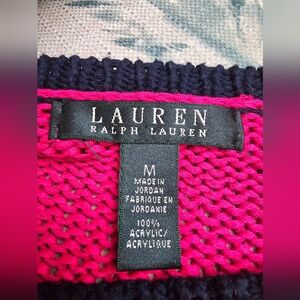 LAUREN
RALPH LAUREN
M
MADE IN
JORDAN
FABRIQUE EN
JORDANIE
100%
ACRYLIC/
ACRYLIQUE